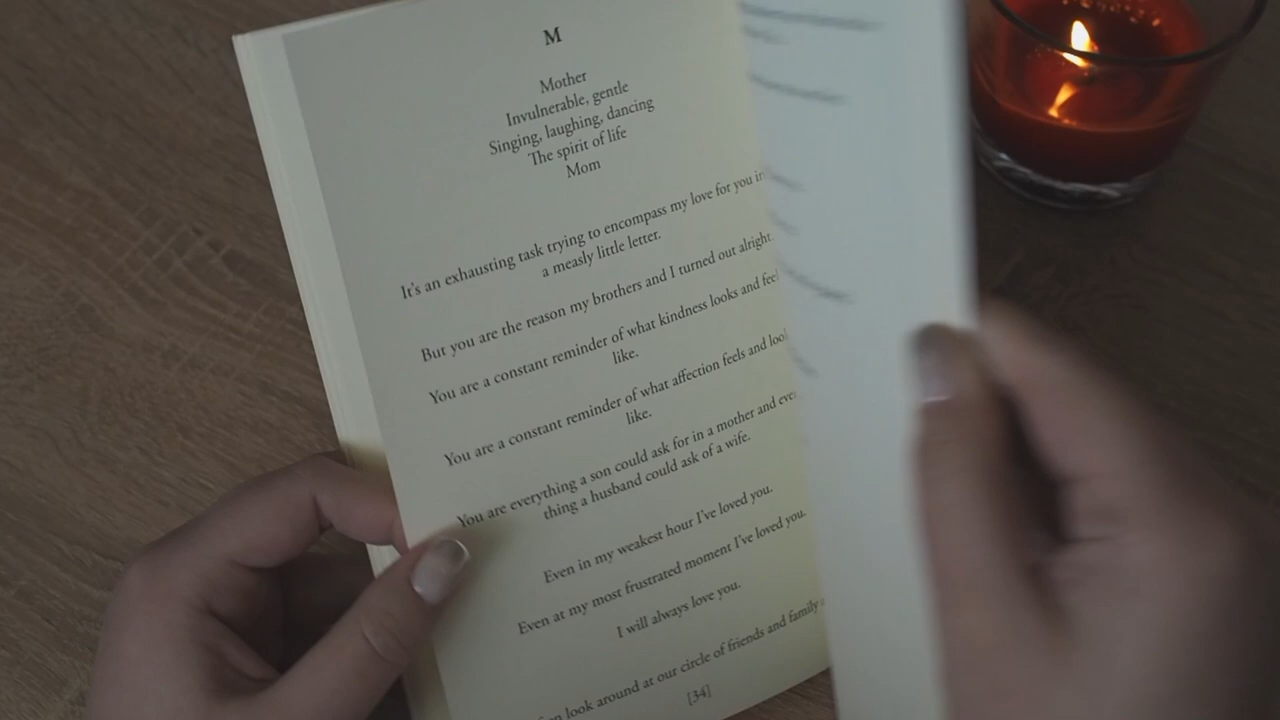 M
Mother
Invulnerable, gentle
Singing, laughing, dancing
The spirit of life
Mom
It's an exhausting task trying to encompass my love for you in
a measly little letter.
But you are the reason my brothers and I turned out alright.
You are a constant reminder of what kindness looks and feel
like.
You are a constant reminder of what affection feels and look
like.
You are everything a son could ask for in a mother and every
thing a husband could ask of a wife.
Even in my weakest hour I've loved you.
Even at my most frustrated moment I've loved you.
I will always love you.
look around at our circle of friends and family
[34]